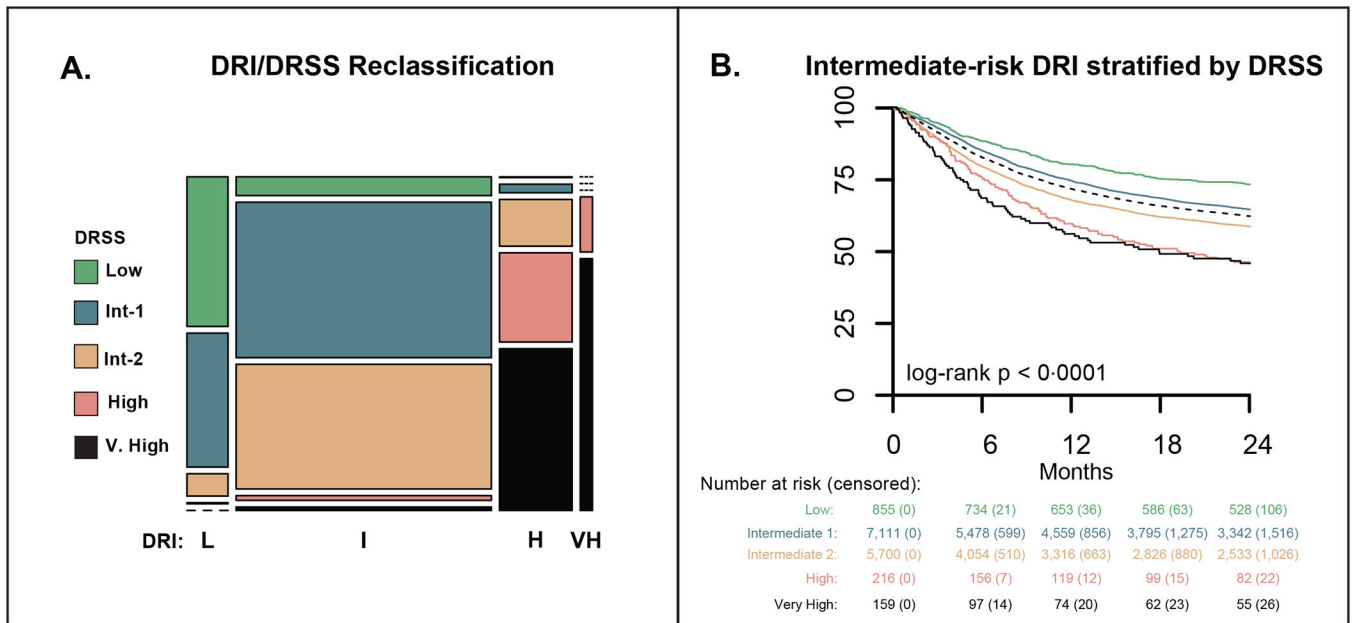 A.
DRI/DRSS Reclassification
DRSS
Low
Int-1
Int-2
High
V. High
DRI: L I H VH
B.
Intermediate-risk DRI stratified by DRSS
100
75
50
25
0
log-rank p < 0·0001
0 6 12 18 24
Months
Number at risk (censored):
Low: 855 (0) 734 (21) 653 (36) 586 (63) 528 (106)
Intermediate 1: 7,111 (0) 5,478 (599) 4,559 (856) 3,795 (1,275) 3,342 (1,516)
Intermediate 2: 5,700 (0) 4,054 (510) 3,316 (663) 2,826 (880) 2,533 (1,026)
High: 216 (0) 156 (7) 119 (12) 99 (15) 82 (22)
Very High: 159 (0) 97 (14) 74 (20) 62 (23) 55 (26)